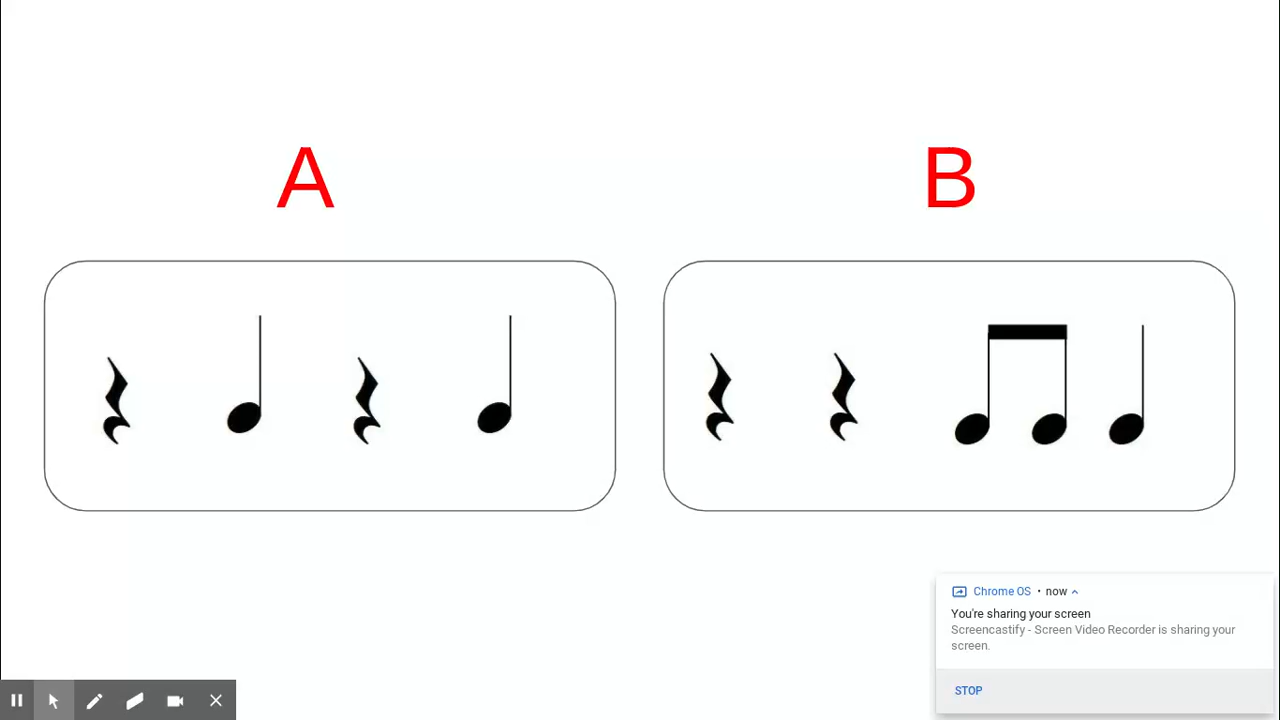 A
B
Chrome OS • now
You're sharing your screen
Screencastify - Screen Video Recorder is sharing your
screen.
STOP